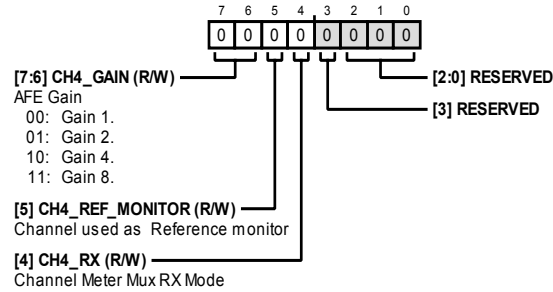 7 6 5 4 3 2 1 0
0 0 0 0 0 0 0 0
[7:6] CH4_GAIN (R/W)
AFE Gain
00: Gain 1.
01: Gain 2.
10: Gain 4.
11: Gain 8.
[5] CH4_REF_MONITOR (R/W)
Channel used as Reference monitor
[4] CH4_RX (R/W)
Channel Meter Mux RX Mode
[2:0] RESERVED
[3] RESERVED